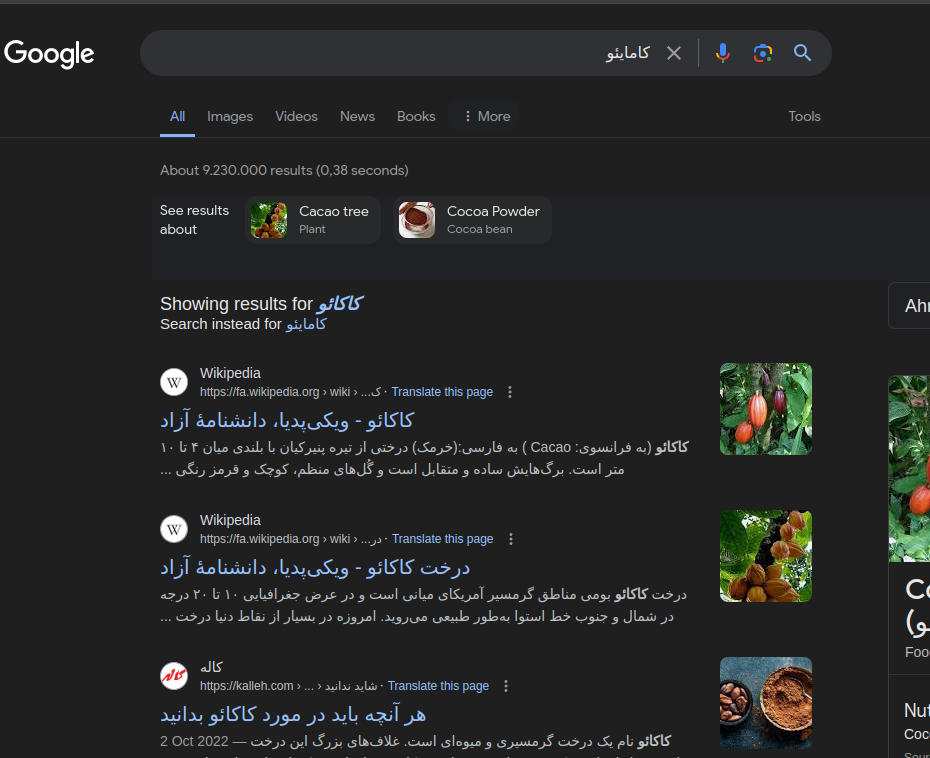 Google
کامایئو
All Images Videos News Books More Tools
About 9.230.000 results (0,38 seconds)
See results about
Cacao tree
Plant
Cocoa Powder
Cocoa bean
Showing results for کاکائو
Search instead for کامایئو
Wikipedia
https://fa.wikipedia.org › wiki › ...ک · Translate this page
کاکائو - ویکی‌پدیا، دانشنامهٔ آزاد
کاکائو (به فرانسوی: Cacao ) به فارسی:(خرمک) درختی از تیره پنیرکیان با بلندی میان ۴ تا ۱۰
متر است. برگ‌هایش ساده و متقابل است و گُل‌های منظم، کوچک و قرمز رنگی ...
Wikipedia
https://fa.wikipedia.org › wiki › ...در · Translate this page
درخت کاکائو - ویکی‌پدیا، دانشنامهٔ آزاد
درخت کاکائو بومی مناطق گرمسیر آمریکای میانی است و در عرض جغرافیایی ۱۰ تا ۲۰ درجه
در شمال و جنوب خط استوا به‌طور طبیعی می‌روید. امروزه در بسیار از نقاط دنیا درخت ...
کاله
https://kalleh.com › ... › شاید ندانید · Translate this page
هر آنچه باید در مورد کاکائو بدانید
2 Oct 2022 — کاکائو نام یک درخت گرمسیری و میوه‌ای است. غلاف‌های بزرگ این درخت